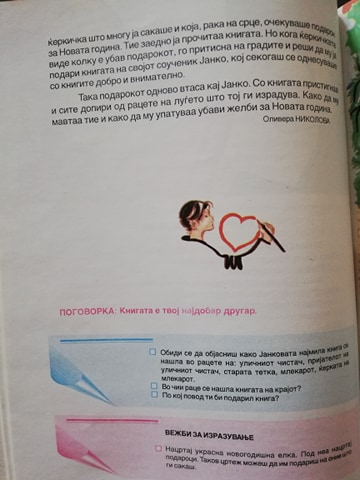 ќеркичка што многу ја сакаше и која, рака на срце, очекуваше подарок
за Новата година. Тие заедно ја прочитаа книгата. Но кога ќеркичката
виде колку е убав подарокот, го притисна на градите и реши да му ја
подари книгата на својот соученик Јанко, кој секогаш се однесуваше
со книгите добро и внимателно.
Така подарокот одново втаса кај Јанко. Со книгата пристигнаа
и сите допири од рацете на луѓето што тој ги израдува. Како да му
мавтаа тие и како да му упатуваа убави желби за Новата година.
Оливера НИКОЛОВА
ПОГОВОРКА: Книгата е твој најдобар другар.
Обиди се да објасниш како Јанковата најмила книга се
нашла во рацете на: уличниот чистач, пријателот на
уличниот чистач, старата тетка, млекарот, ќерката на
млекарот.
Во чии раце се нашла книгата на крајот?
По кој повод ти би подарил книга?
ВЕЖБИ ЗА ИЗРАЗУВАЊЕ
Нацртај украсна новогодишна елка. Под неа нацртај
подароци. Таков цртеж можеш да им подариш на оние што
ги сакаш.